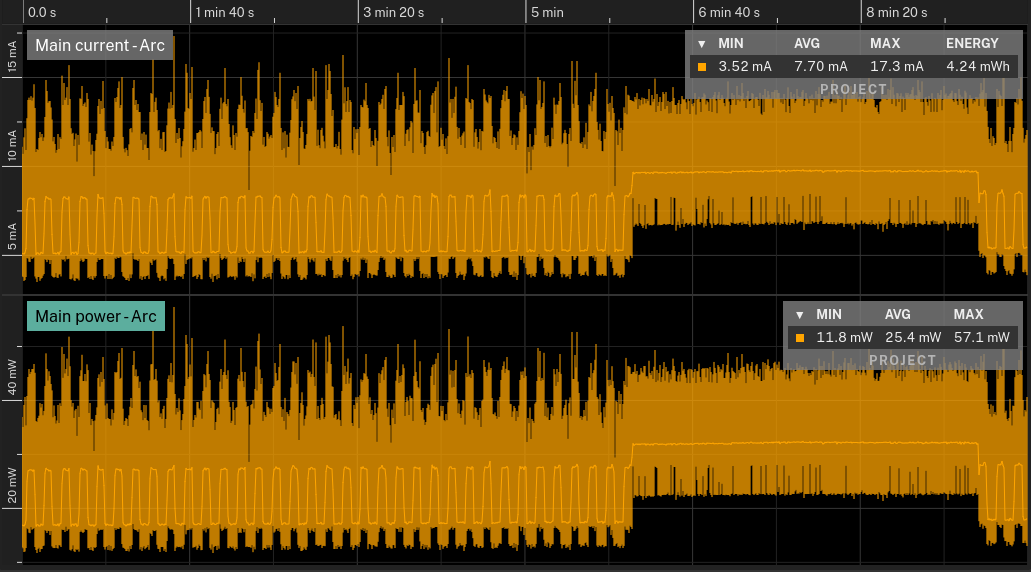 0.0 s 1 min 40 s 3 min 20 s 5 min 6 min 40 s 8 min 20 s
Main current - Arc
▼ MIN AVG MAX ENERGY
3.52 mA 7.70 mA 17.3 mA 4.24 mWh
PROJECT
15 mA
10 mA
5 mA
Main power - Arc
▼ MIN AVG MAX
11.8 mW 25.4 mW 57.1 mW
PROJECT
40 mW
20 mW